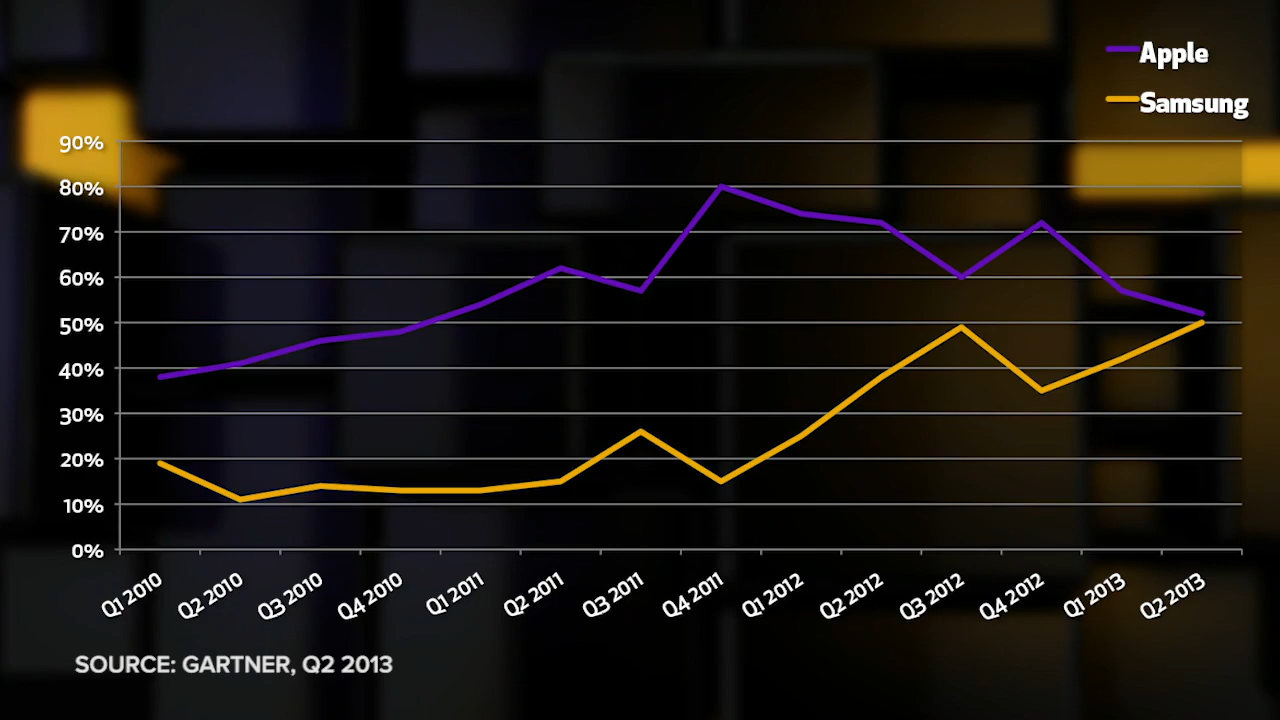 Apple
Samsung
90%
80%
70%
60%
50%
40%
30%
20%
10%
0%
Q1 2010
Q2 2010
Q3 2010
Q4 2010
Q1 2011
Q2 2011
Q3 2011
Q4 2011
Q1 2012
Q2 2012
Q3 2012
Q4 2012
Q1 2013
Q2 2013
SOURCE: GARTNER, Q2 2013